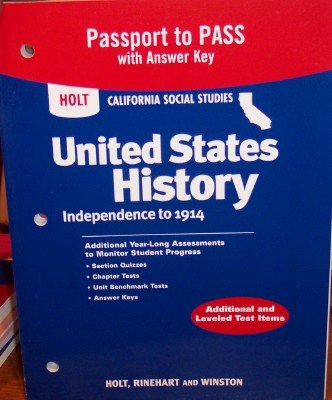 Passport to PASS
with Answer Key
HOLT CALIFORNIA SOCIAL STUDIES
United States
History
Independence to 1914
Additional Year-Long Assessments
to Monitor Student Progress
• Section Quizzes
• Chapter Tests
• Unit Benchmark Tests
• Answer Keys
Additional and
Leveled Test Items
HOLT, RINEHART AND WINSTON